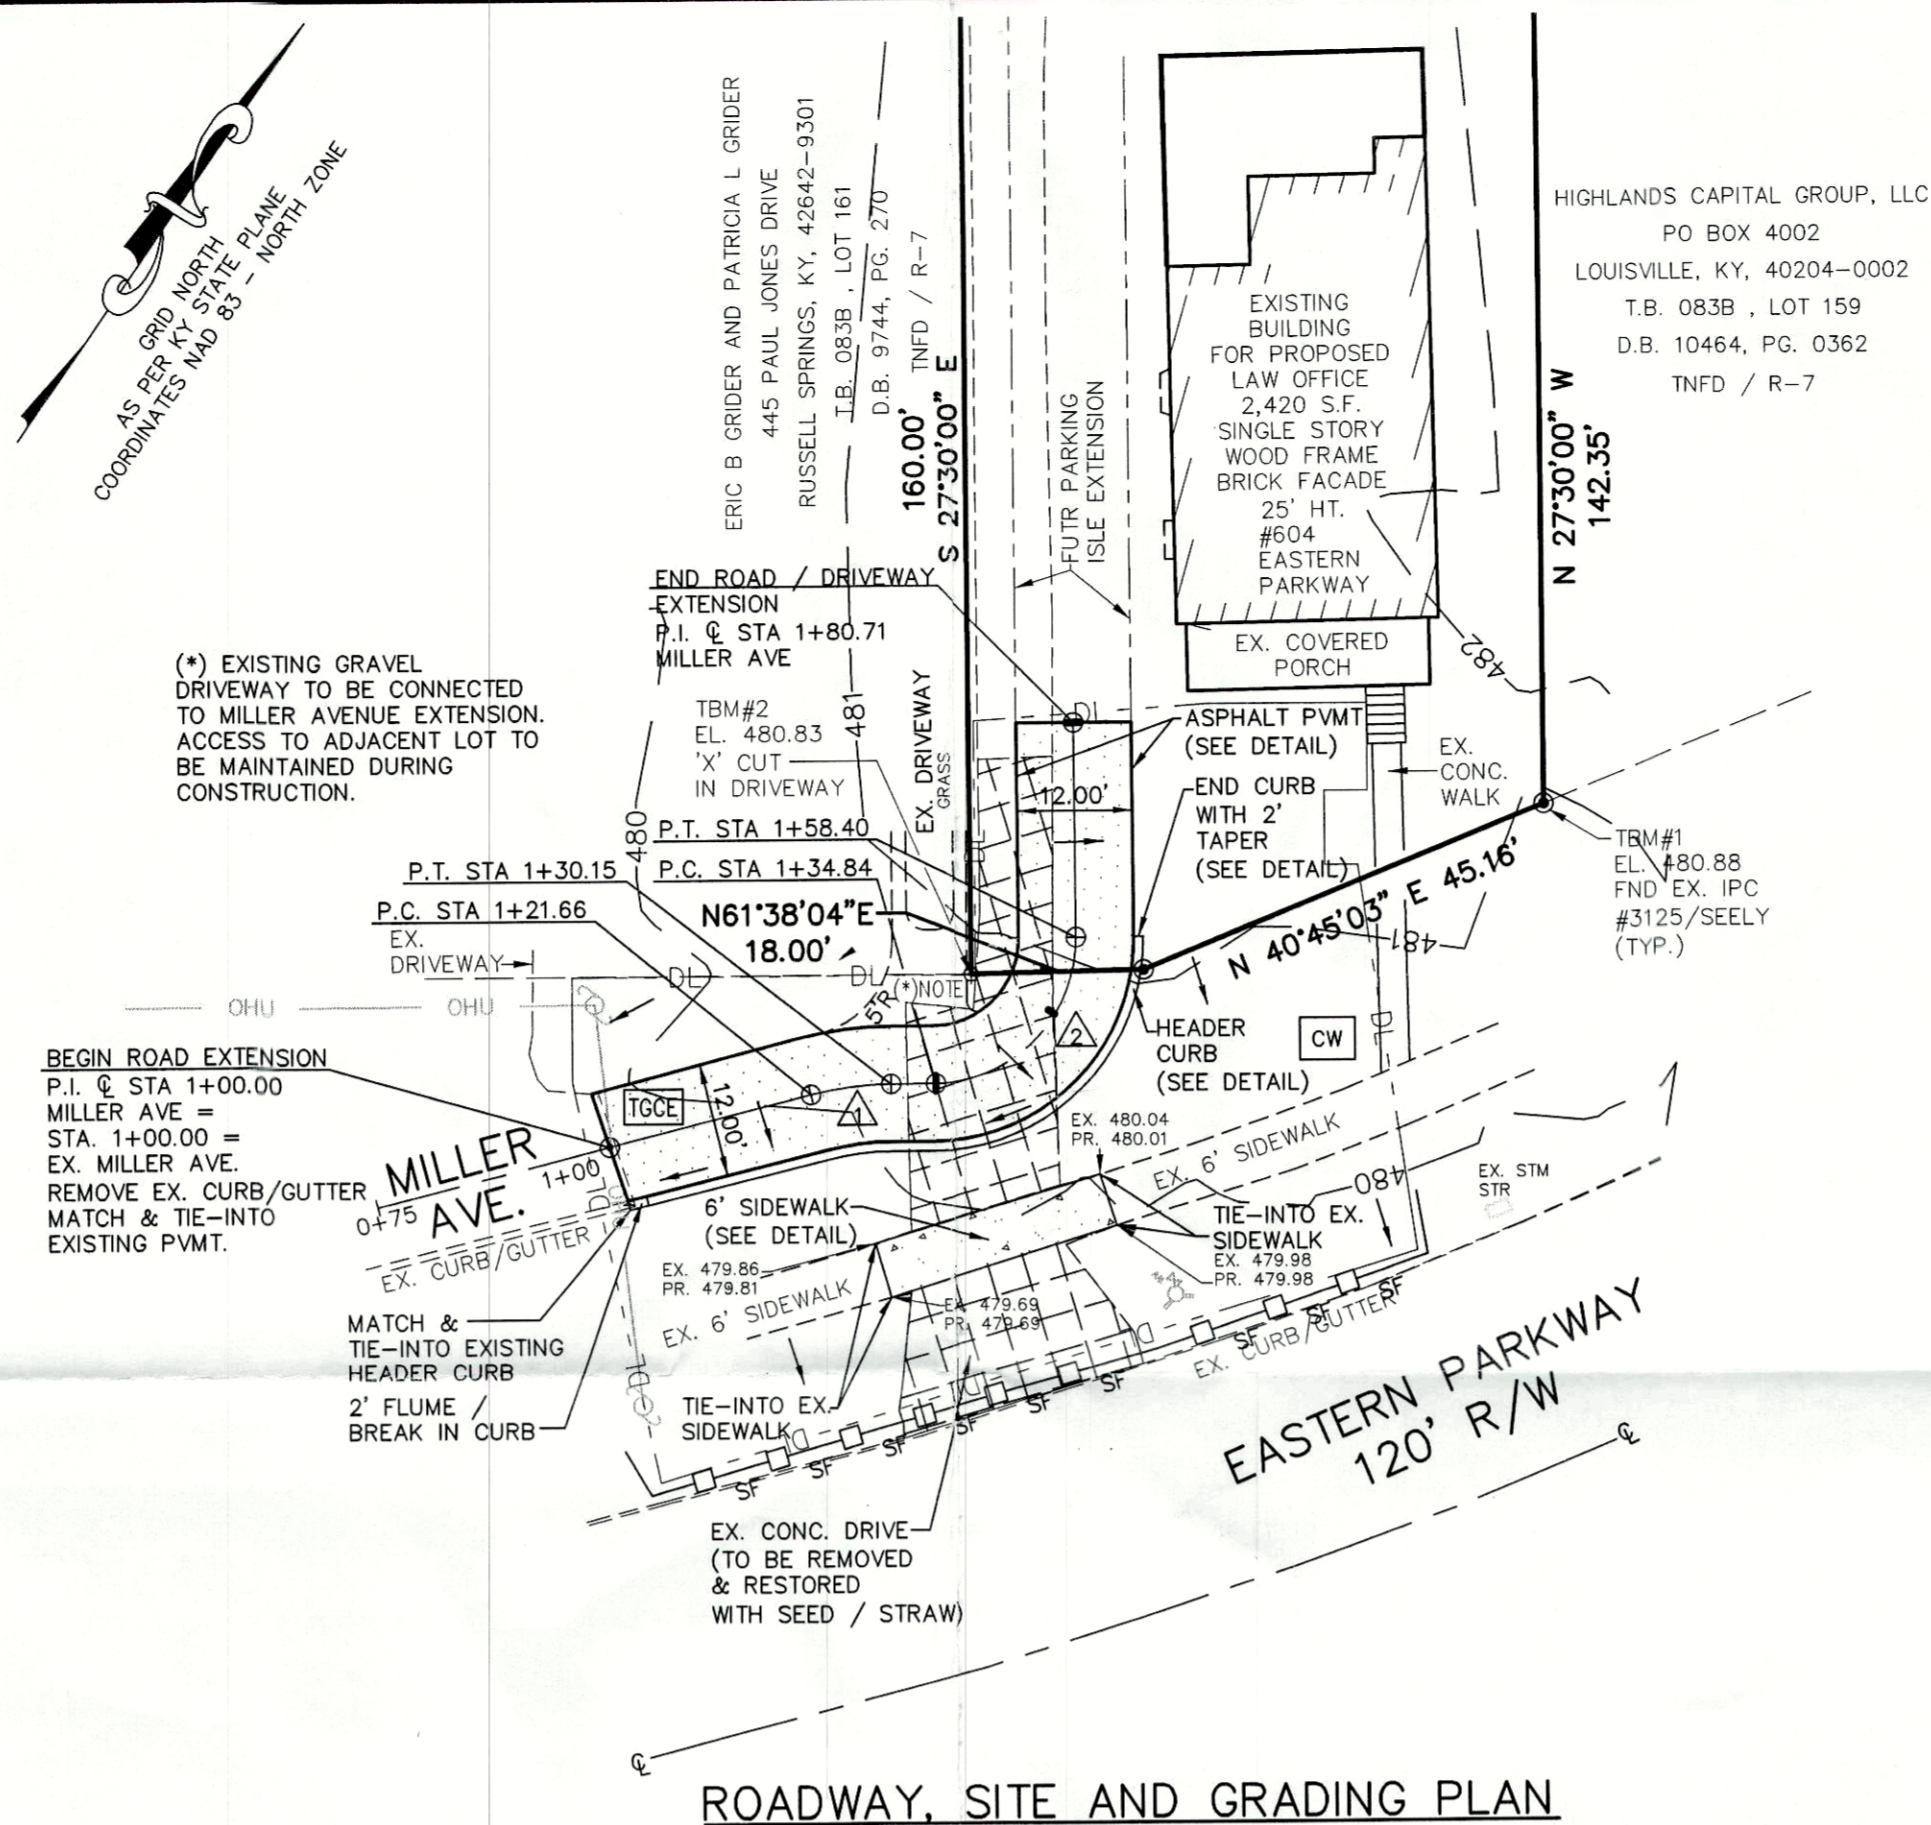 GRID NORTH
AS PER KY STATE PLANE
COORDINATES NAD 83 - NORTH ZONE
ERIC B GRIDER AND PATRICIA L GRIDER
445 PAUL JONES DRIVE
RUSSELL SPRINGS, KY, 42642-9301
T.B. 083B , LOT 161
D.B. 9744, PG. 270
TNFD / R-7
160.00'
S 27°30'00" E
FUTR PARKING
ISLE EXTENSION
EXISTING
BUILDING
FOR PROPOSED
LAW OFFICE
2,420 S.F.
SINGLE STORY
WOOD FRAME
BRICK FACADE
25' HT.
#604
EASTERN
PARKWAY
EX. COVERED
PORCH
HIGHLANDS CAPITAL GROUP, LLC
PO BOX 4002
LOUISVILLE, KY, 40204-0002
T.B. 083B , LOT 159
D.B. 10464, PG. 0362
TNFD / R-7
N 27°30'00" W
142.35'
482
END ROAD / DRIVEWAY
EXTENSION
P.I. ℄ STA 1+80.71
MILLER AVE
(*) EXISTING GRAVEL
DRIVEWAY TO BE CONNECTED
TO MILLER AVENUE EXTENSION.
ACCESS TO ADJACENT LOT TO
BE MAINTAINED DURING
CONSTRUCTION.
TBM#2
EL. 480.83
'X' CUT
IN DRIVEWAY
481
480
EX. DRIVEWAY
GRASS
DL
ASPHALT PVMT
(SEE DETAIL)
12.00'
END CURB
WITH 2'
TAPER
(SEE DETAIL)
EX.
CONC.
WALK
TBM#1
EL. 480.88
FND EX. IPC
#3125/SEELY
(TYP.)
P.T. STA 1+58.40
P.T. STA 1+30.15
P.C. STA 1+34.84
P.C. STA 1+21.66
N61°38'04"E
18.00'
N 40°45'03" E 45.16'
481
EX.
DRIVEWAY
DL
DL
5'R
(*)NOTE
OHU
OHU
2
HEADER
CURB
(SEE DETAIL)
CW
DL
BEGIN ROAD EXTENSION
P.I. ℄ STA 1+00.00
MILLER AVE =
STA. 1+00.00 =
EX. MILLER AVE.
REMOVE EX. CURB/GUTTER
MATCH & TIE-INTO
EXISTING PVMT.
TGCE
12.00'
1
MILLER
AVE.
1+00
0+75
DL
EX. CURB/GUTTER
EX. 480.04
PR. 480.01
EX. 6' SIDEWALK
480
EX. STM
STR
6' SIDEWALK
(SEE DETAIL)
TIE-INTO EX.
SIDEWALK
EX. 479.98
PR. 479.98
EX. 479.86
PR. 479.81
EX. 6' SIDEWALK
EX. 479.69
PR. 479.69
MATCH &
TIE-INTO EXISTING
HEADER CURB
2' FLUME /
BREAK IN CURB
DL
TIE-INTO EX.
SIDEWALK
EX. CURB/GUTTER
SF
SF
SF
SF
SF
SF
SF
SF
SF
EASTERN PARKWAY
120' R/W
℄
EX. CONC. DRIVE
(TO BE REMOVED
& RESTORED
WITH SEED / STRAW)
℄
ROADWAY, SITE AND GRADING PLAN